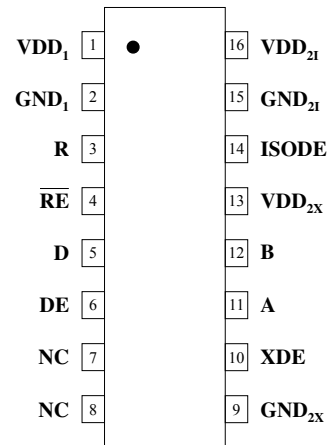 VDD₁ 1 16 VDD₂I
GND₁ 2 15 GND₂I
R 3 14 ISODE
R̅E̅ 4 13 VDD₂X
D 5 12 B
DE 6 11 A
NC 7 10 XDE
NC 8 9 GND₂X